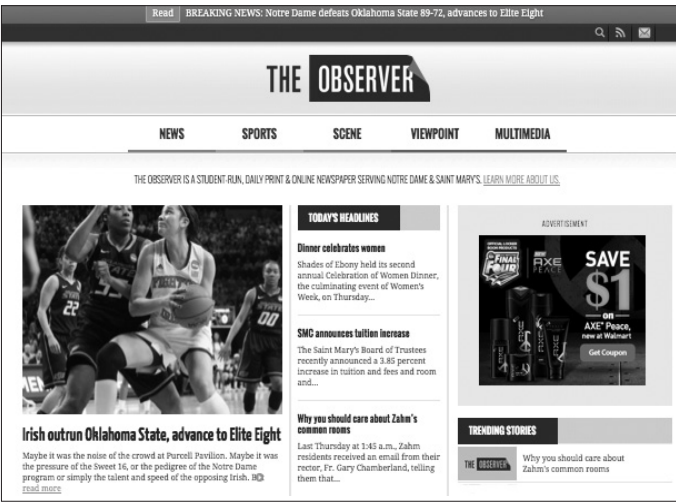 Read BREAKING NEWS: Notre Dame defeats Oklahoma State 89-72, advances to Elite Eight
THE OBSERVER
NEWS SPORTS SCENE VIEWPOINT MULTIMEDIA
THE OBSERVER IS A STUDENT-RUN, DAILY PRINT & ONLINE NEWSPAPER SERVING NOTRE DAME & SAINT MARY'S. LEARN MORE ABOUT US.
22
00
Irish outrun Oklahoma State, advance to Elite Eight
Maybe it was the noise of the crowd at Purcell Pavilion. Maybe it was
the pressure of the Sweet 16, or the pedigree of the Notre Dame
program or simply the talent and speed of the opposing Irish.
read more
TODAY'S HEADLINES
Dinner celebrates women
Shades of Ebony held its second
annual Celebration of Women Dinner,
the culminating event of Women's
Week, on Thursday...
SMC announces tuition increase
The Saint Mary's Board of Trustees
recently announced a 3.85 percent
increase in tuition and fees and room
and...
Why you should care about Zahm's
common rooms
Last Thursday at 1:45 a.m., Zahm
residents received an email from their
rector, Fr. Gary Chamberland, telling
them that...
ADVERTISEMENT
FINAL
FOUR
AXE
PEACE
SAVE
$1
on
AXE® Peace,
new at Walmart
Get Coupon
TRENDING STORIES
THE OBSERVER
Why you should care about
Zahm's common rooms